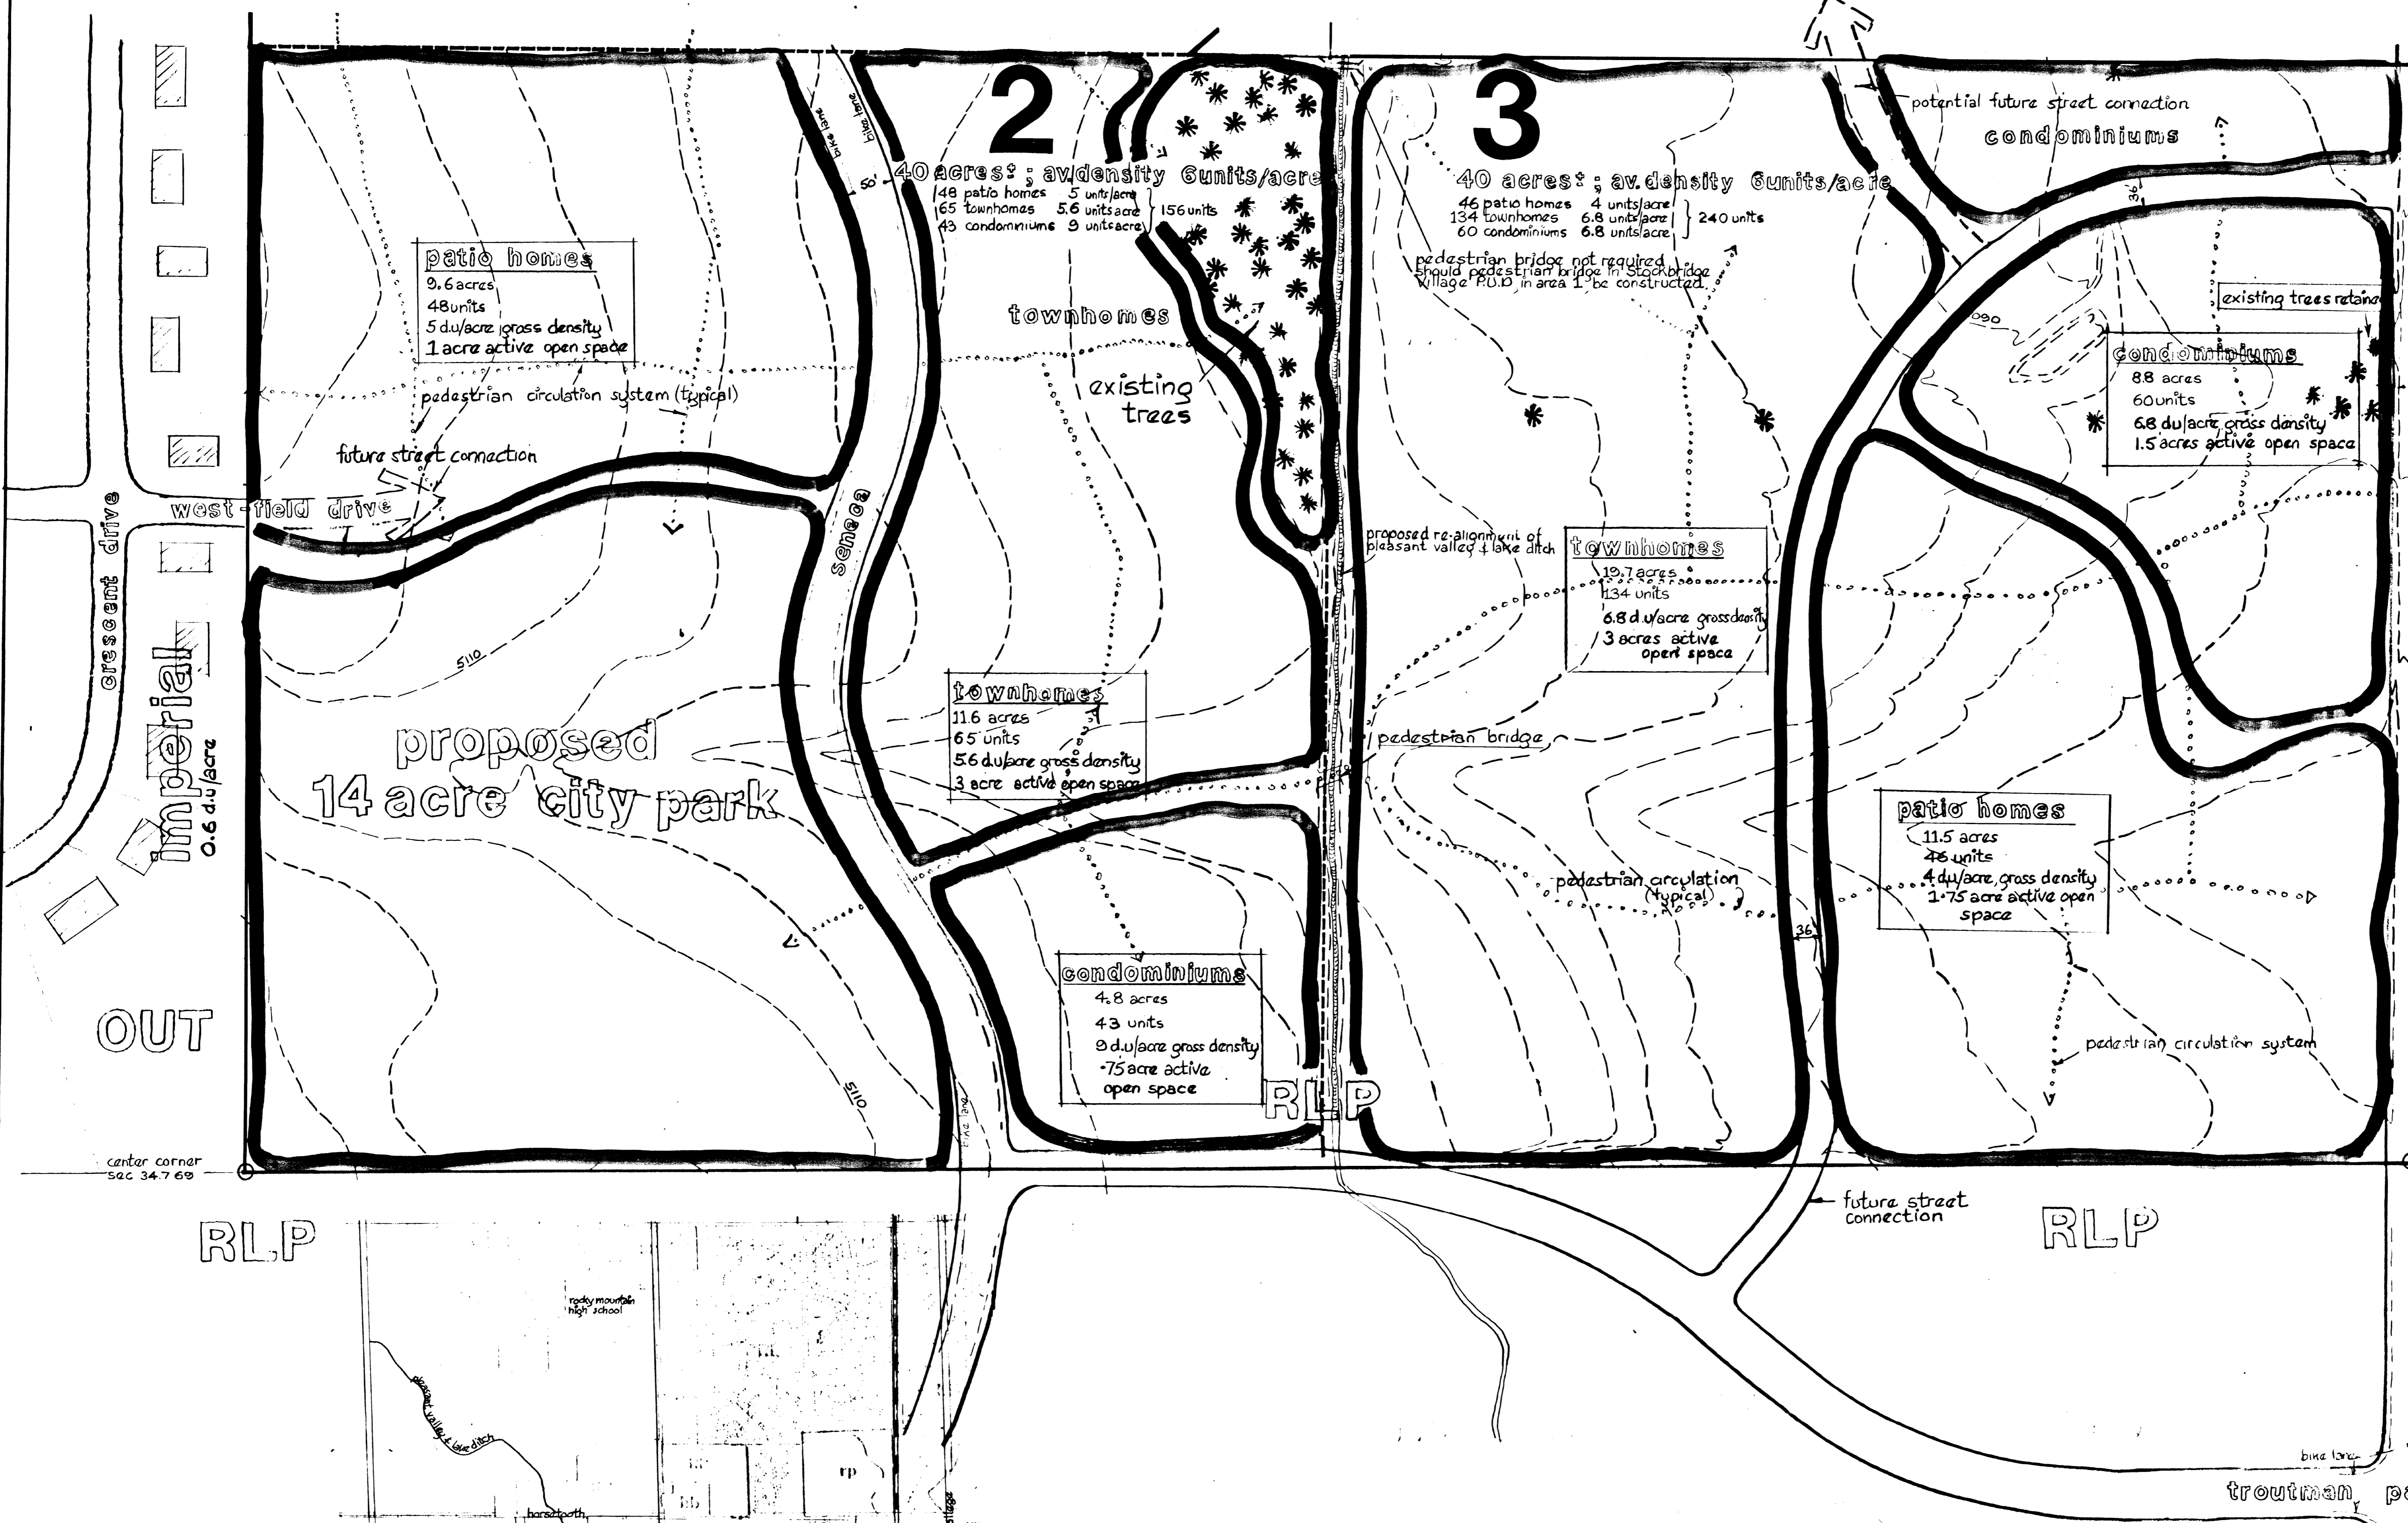 2
3
potential future street connection
condominiums
bike lane
bike lane
50'
40 acres± ; av. density 6units/acre
48 patio homes 5 units/acre
65 townhomes 5.6 units acre
43 condominiums 9 units acre
156 units
40 acres± ; av. density 6units/acre
46 patio homes 4 units/acre
134 townhomes 6.8 units/acre
60 condominiums 6.8 units/acre
240 units
36'
pedestrian bridge not required
should pedestrian bridge in Stockbridge
Village P.U.D. in area 1 be constructed.
patio homes
9.6 acres
48 units
5 d.u/acre gross density
1 acre active open space
pedestrian circulation system (typical)
townhomes
existing
trees
existing trees retaine
090
condominiums
8.8 acres
60 units
6.8 du/acre gross density
1.5 acres active open space
future street connection
west-field drive
crescent drive
seneca
proposed re-alignment of
pleasant valley & lake ditch
townhomes
19.7 acres
134 units
6.8 d.u/acre gross density
3 acres active
open space
5110
imperial
0.6 d.u/acre
proposed
14 acre city park
townhomes
11.6 acres
65 units
5.6 d.u/acre gross density
3 acre active open space
pedestrian bridge
patio homes
11.5 acres
46 units
4 du/acre, gross density
1.75 acre active open
space
pedestrian circulation
(typical)
36'
condominiums
4.8 acres
43 units
9 d.u/acre gross density
.75 acre active
open space
OUT
RLP
5110
bike lane
pedestrian circulation system
center corner
sec 34.7 69
RLP
future street
connection
RLP
rocky mountain
high school
pleasant valley & lake ditch
rp
horsetooth
bike lane
troutman pa